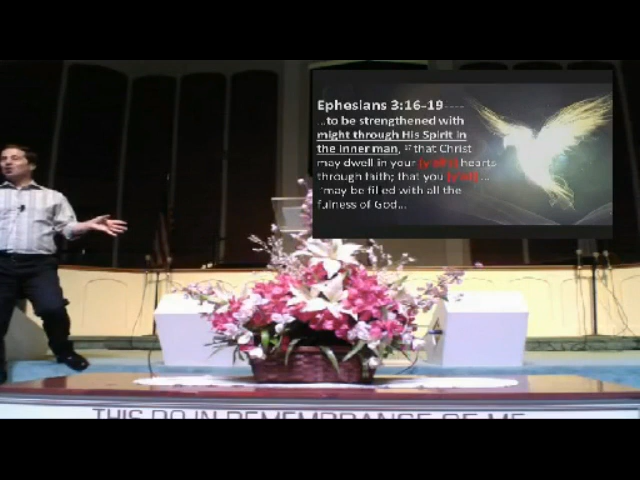 Ephesians 3:16-19----
...to be strengthened with
might through His Spirit in
the inner man, 17 that Christ
may dwell in your hearts
through faith; that you ...
may be filled with all the
fulness of God...
THIS DO IN REMEMBRANCE OF ME